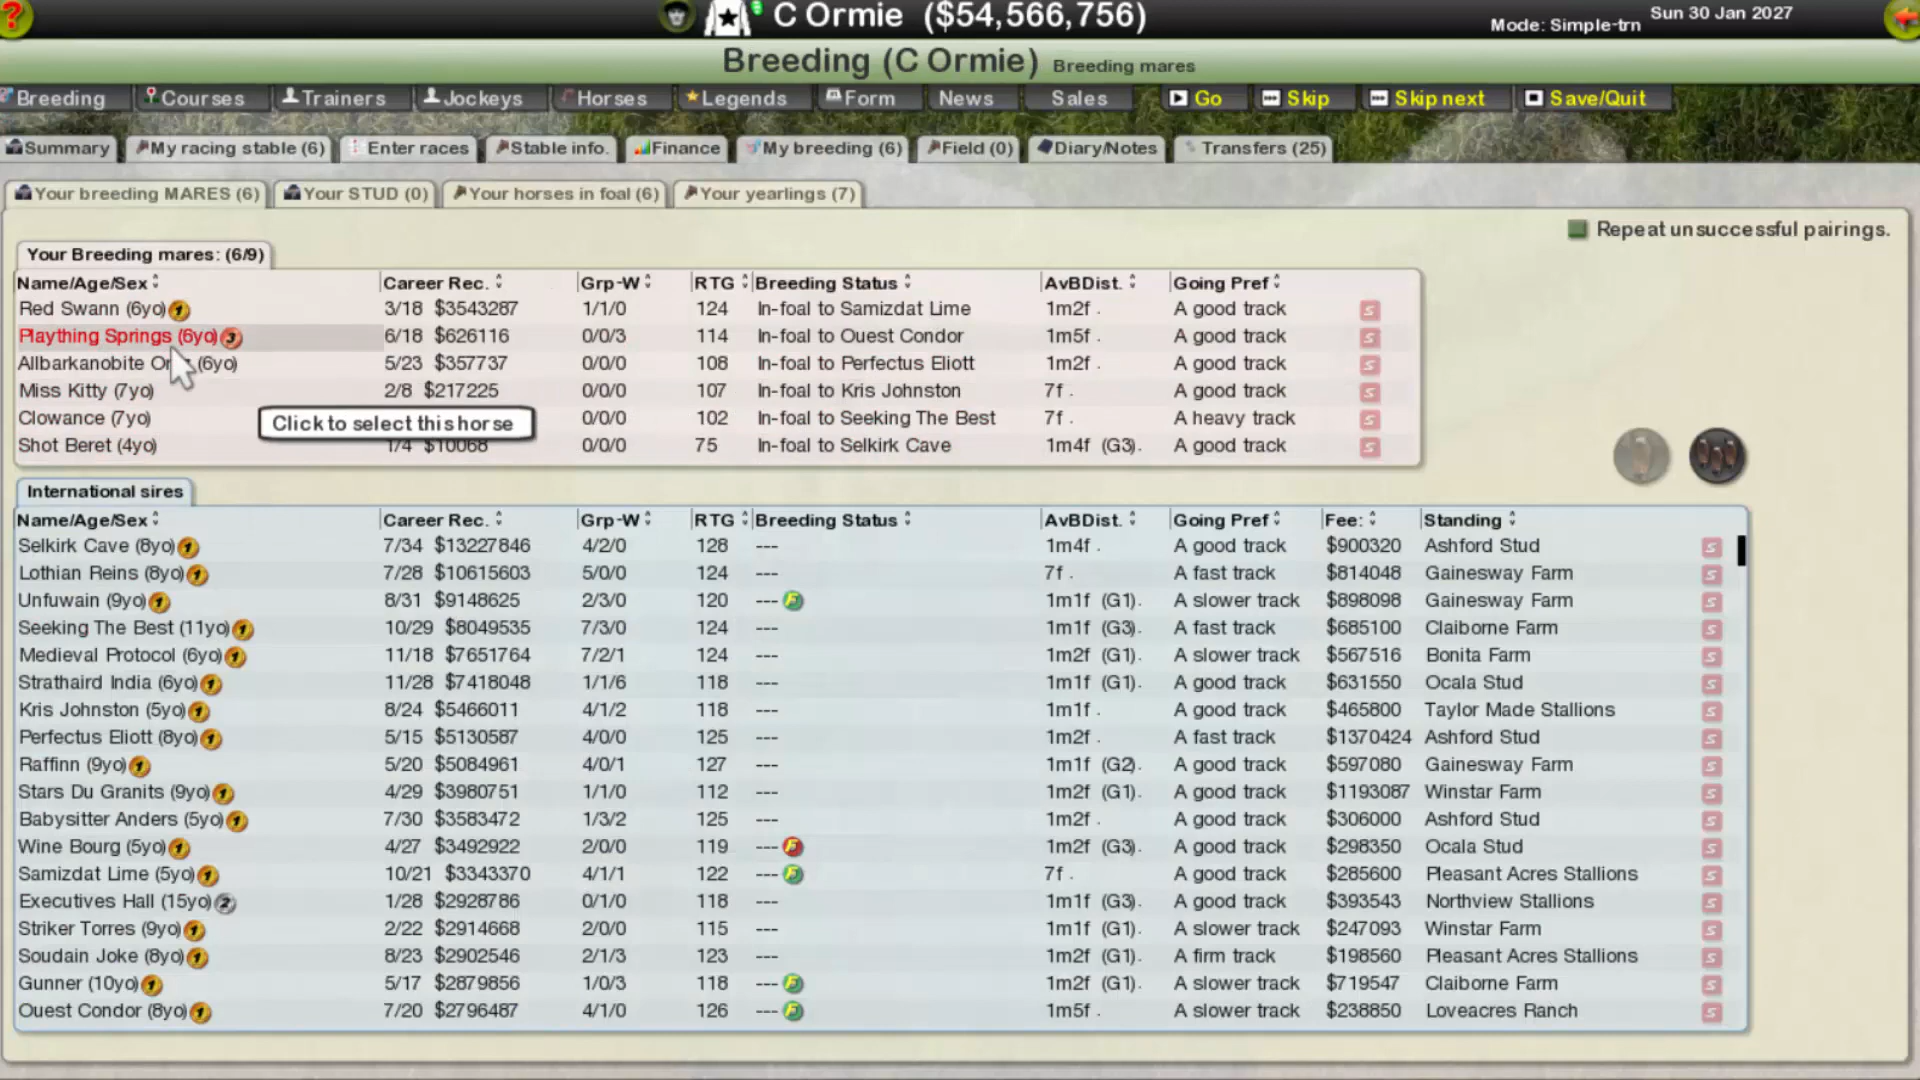 C Ormie ($54,566,756)
Mode: Simple-trn Sun 30 Jan 2027
Breeding (C Ormie) Breeding mares
Breeding Courses Trainers Jockeys Horses Legends Form News Sales Go Skip Skip next Save/Quit
Summary My racing stable (6) Enter races Stable info. Finance My breeding (6) Field (0) Diary/Notes Transfers (25)
Your breeding MARES (6) Your STUD (0) Your horses in foal (6) Your yearlings (7)
Repeat unsuccessful pairings.
Your Breeding mares: (6/9)
Name/Age/Sex Career Rec. Grp-W RTG Breeding Status AvBDist. Going Pref
Red Swann (6yo) 1 3/18 $3543287 1/1/0 124 In-foal to Samizdat Lime 1m2f . A good track S
Plaything Springs (6yo) 3 6/18 $626116 0/0/3 114 In-foal to Ouest Condor 1m5f . A good track S
Allbarkanobite (6yo) 5/23 $357737 0/0/0 108 In-foal to Perfectus Eliott 1m2f . A good track S
Miss Kitty (7yo) 2/8 $217225 0/0/0 107 In-foal to Kris Johnston 7f . A good track S
Clowance (7yo) 0/0/0 102 In-foal to Seeking The Best 7f . A heavy track S
Click to select this horse
Shot Beret (4yo) 1/4 $10068 0/0/0 75 In-foal to Selkirk Cave 1m4f (G3). A good track S
International sires
Name/Age/Sex Career Rec. Grp-W RTG Breeding Status AvBDist. Going Pref Fee: Standing
Selkirk Cave (8yo) 1 7/34 $13227846 4/2/0 128 --- 1m4f . A good track $900320 Ashford Stud S
Lothian Reins (8yo) 1 7/28 $10615603 5/0/0 124 --- 7f . A fast track $814048 Gainesway Farm S
Unfuwain (9yo) 1 8/31 $9148625 2/3/0 120 --- F 1m1f (G1). A slower track $898098 Gainesway Farm S
Seeking The Best (11yo) 1 10/29 $8049535 7/3/0 124 --- 1m1f (G3). A fast track $685100 Claiborne Farm S
Medieval Protocol (6yo) 1 11/18 $7651764 7/2/1 124 --- 1m2f (G1). A slower track $567516 Bonita Farm S
Strathaird India (6yo) 1 11/28 $7418048 1/1/6 118 --- 1m1f (G1). A good track $631550 Ocala Stud S
Kris Johnston (5yo) 1 8/24 $5466011 4/1/2 118 --- 1m1f . A good track $465800 Taylor Made Stallions S
Perfectus Eliott (8yo) 1 5/15 $5130587 4/0/0 125 --- 1m2f . A fast track $1370424 Ashford Stud S
Raffinn (9yo) 1 5/20 $5084961 4/0/1 127 --- 1m1f (G2). A good track $597080 Gainesway Farm S
Stars Du Granits (9yo) 1 4/29 $3980751 1/1/0 112 --- 1m2f (G1). A good track $1193087 Winstar Farm S
Babysitter Anders (5yo) 1 7/30 $3583472 1/3/2 125 --- 1m2f . A good track $306000 Ashford Stud S
Wine Bourg (5yo) 1 4/27 $3492922 2/0/0 119 --- F 1m2f (G3). A good track $298350 Ocala Stud S
Samizdat Lime (5yo) 1 10/21 $3343370 4/1/1 122 --- F 7f . A good track $285600 Pleasant Acres Stallions S
Executives Hall (15yo) 2 1/28 $2928786 0/1/0 118 --- 1m1f (G3). A good track $393543 Northview Stallions S
Striker Torres (9yo) 1 2/22 $2914668 2/0/0 115 --- 1m1f (G1). A slower track $247093 Winstar Farm S
Soudain Joke (8yo) 1 8/23 $2902546 2/1/3 123 --- 1m2f (G1). A firm track $198560 Pleasant Acres Stallions S
Gunner (10yo) 1 5/17 $2879856 1/0/3 118 --- F 1m2f (G1). A slower track $719547 Claiborne Farm S
Ouest Condor (8yo) 1 7/20 $2796487 4/1/0 126 --- F 1m5f . A slower track $238850 Loveacres Ranch S